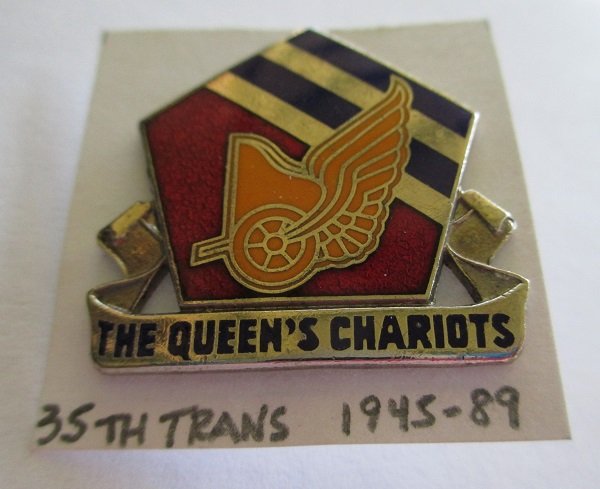 THE QUEEN'S CHARIOTS
35TH TRANS 1945-89